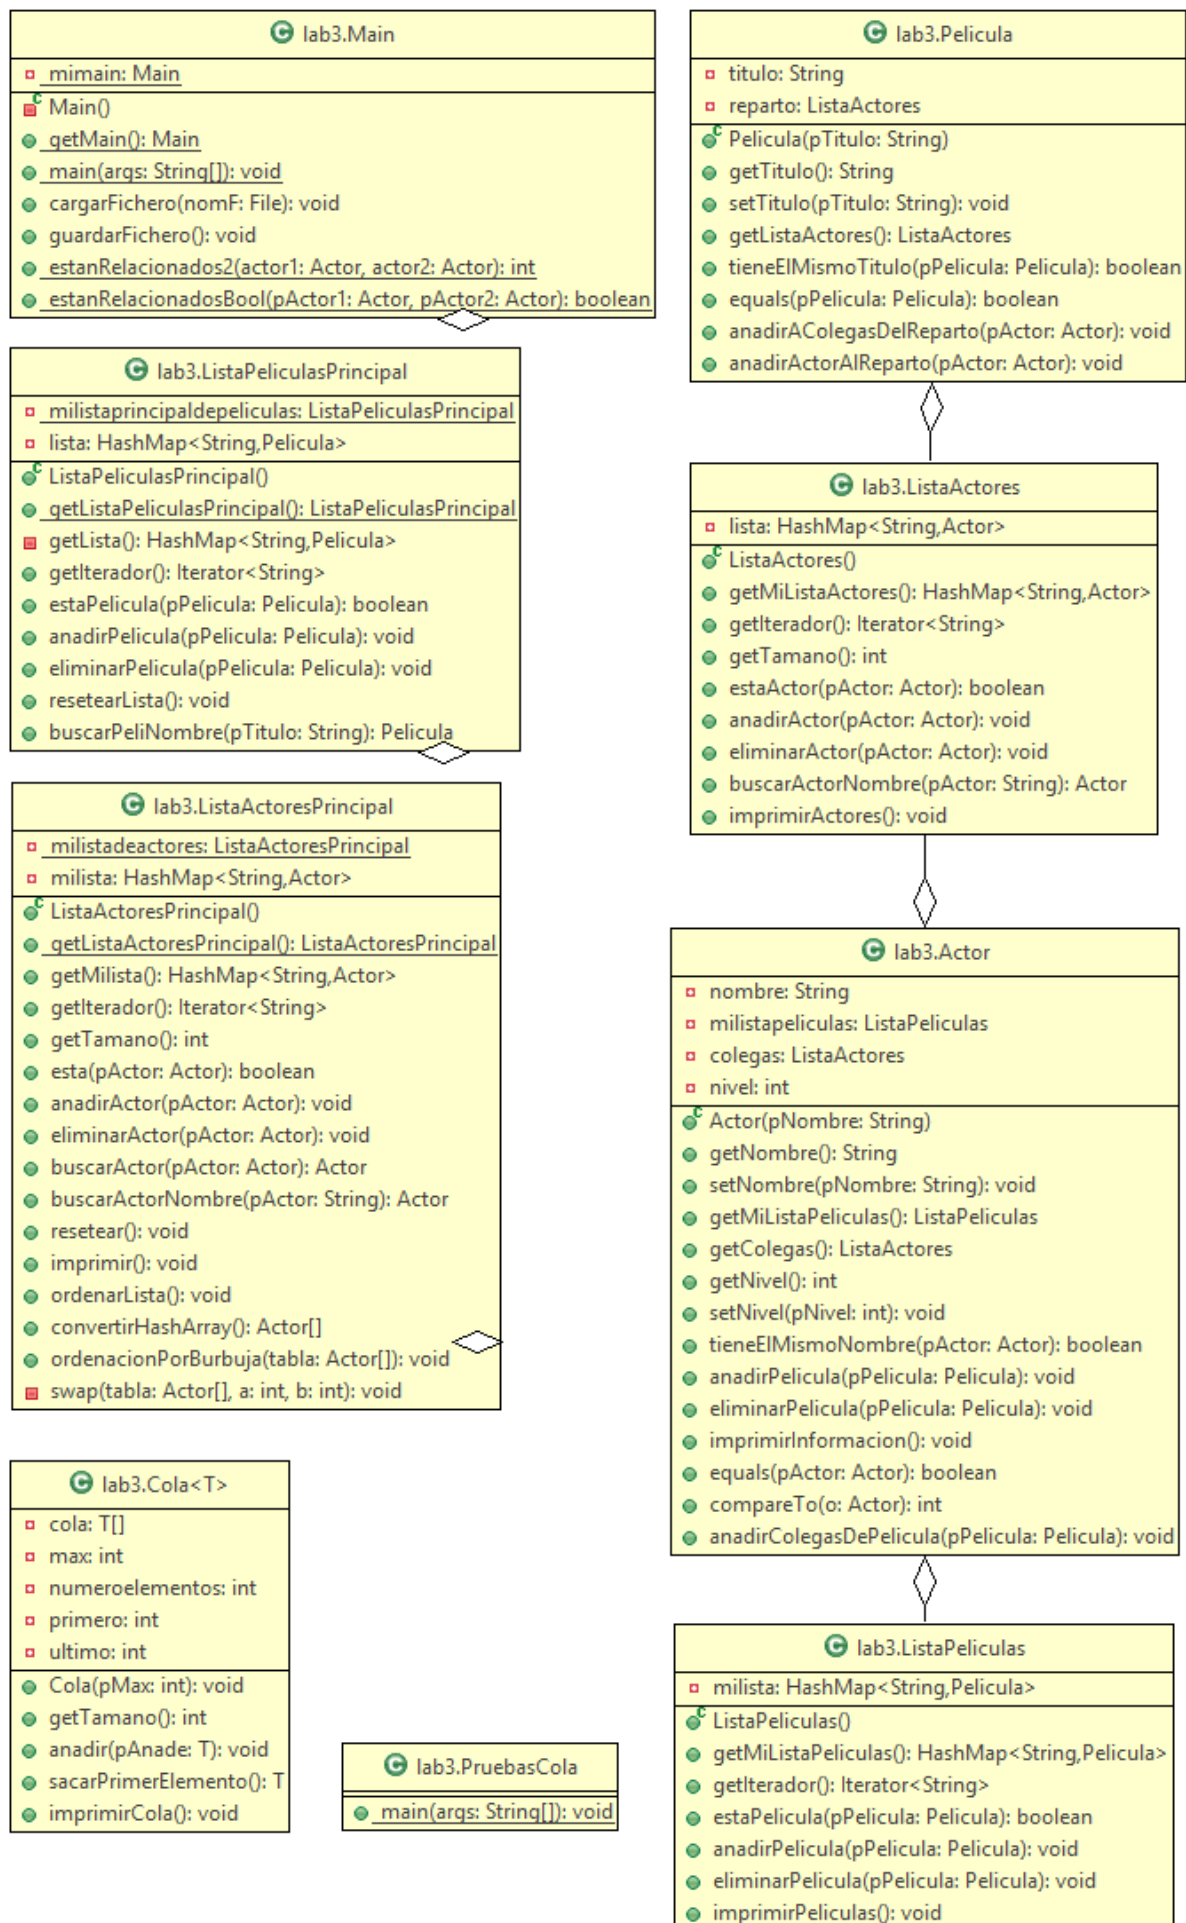 lab3.Main
mimain: Main
Main()
getMain(): Main
main(args: String[]): void
cargarFichero(nomF: File): void
guardarFichero(): void
estanRelacionados2(actor1: Actor, actor2: Actor): int
estanRelacionadosBool(pActor1: Actor, pActor2: Actor): boolean
lab3.ListaPeliculasPrincipal
milistaprincipaldepeliculas: ListaPeliculasPrincipal
lista: HashMap<String,Pelicula>
ListaPeliculasPrincipal()
getListaPeliculasPrincipal(): ListaPeliculasPrincipal
getLista(): HashMap<String,Pelicula>
getIterador(): Iterator<String>
estaPelicula(pPelicula: Pelicula): boolean
anadirPelicula(pPelicula: Pelicula): void
eliminarPelicula(pPelicula: Pelicula): void
resetearLista(): void
buscarPeliNombre(pTitulo: String): Pelicula
lab3.ListaActoresPrincipal
milistadeactores: ListaActoresPrincipal
milista: HashMap<String,Actor>
ListaActoresPrincipal()
getListaActoresPrincipal(): ListaActoresPrincipal
getMilista(): HashMap<String,Actor>
getIterador(): Iterator<String>
getTamano(): int
esta(pActor: Actor): boolean
anadirActor(pActor: Actor): void
eliminarActor(pActor: Actor): void
buscarActor(pActor: Actor): Actor
buscarActorNombre(pActor: String): Actor
resetear(): void
imprimir(): void
ordenarLista(): void
convertirHashArray(): Actor[]
ordenacionPorBurbuja(tabla: Actor[]): void
swap(tabla: Actor[], a: int, b: int): void
lab3.Cola<T>
cola: T[]
max: int
numeroelementos: int
primero: int
ultimo: int
Cola(pMax: int): void
getTamano(): int
anadir(pAnade: T): void
sacarPrimerElemento(): T
imprimirCola(): void
lab3.PruebasCola
main(args: String[]): void
lab3.Pelicula
titulo: String
reparto: ListaActores
Pelicula(pTitulo: String)
getTitulo(): String
setTitulo(pTitulo: String): void
getListaActores(): ListaActores
tieneElMismoTitulo(pPelicula: Pelicula): boolean
equals(pPelicula: Pelicula): boolean
anadirAColegasDelReparto(pActor: Actor): void
anadirActorAlReparto(pActor: Actor): void
lab3.ListaActores
lista: HashMap<String,Actor>
ListaActores()
getMiListaActores(): HashMap<String,Actor>
getIterador(): Iterator<String>
getTamano(): int
estaActor(pActor: Actor): boolean
anadirActor(pActor: Actor): void
eliminarActor(pActor: Actor): void
buscarActorNombre(pActor: String): Actor
imprimirActores(): void
lab3.Actor
nombre: String
milistapeliculas: ListaPeliculas
colegas: ListaActores
nivel: int
Actor(pNombre: String)
getNombre(): String
setNombre(pNombre: String): void
getMiListaPeliculas(): ListaPeliculas
getColegas(): ListaActores
getNivel(): int
setNivel(pNivel: int): void
tieneElMismoNombre(pActor: Actor): boolean
anadirPelicula(pPelicula: Pelicula): void
eliminarPelicula(pPelicula: Pelicula): void
imprimirInformacion(): void
equals(pActor: Actor): boolean
compareTo(o: Actor): int
anadirColegasDePelicula(pPelicula: Pelicula): void
lab3.ListaPeliculas
milista: HashMap<String,Pelicula>
ListaPeliculas()
getMiListaPeliculas(): HashMap<String,Pelicula>
getIterador(): Iterator<String>
estaPelicula(pPelicula: Pelicula): boolean
anadirPelicula(pPelicula: Pelicula): void
eliminarPelicula(pPelicula: Pelicula): void
imprimirPeliculas(): void